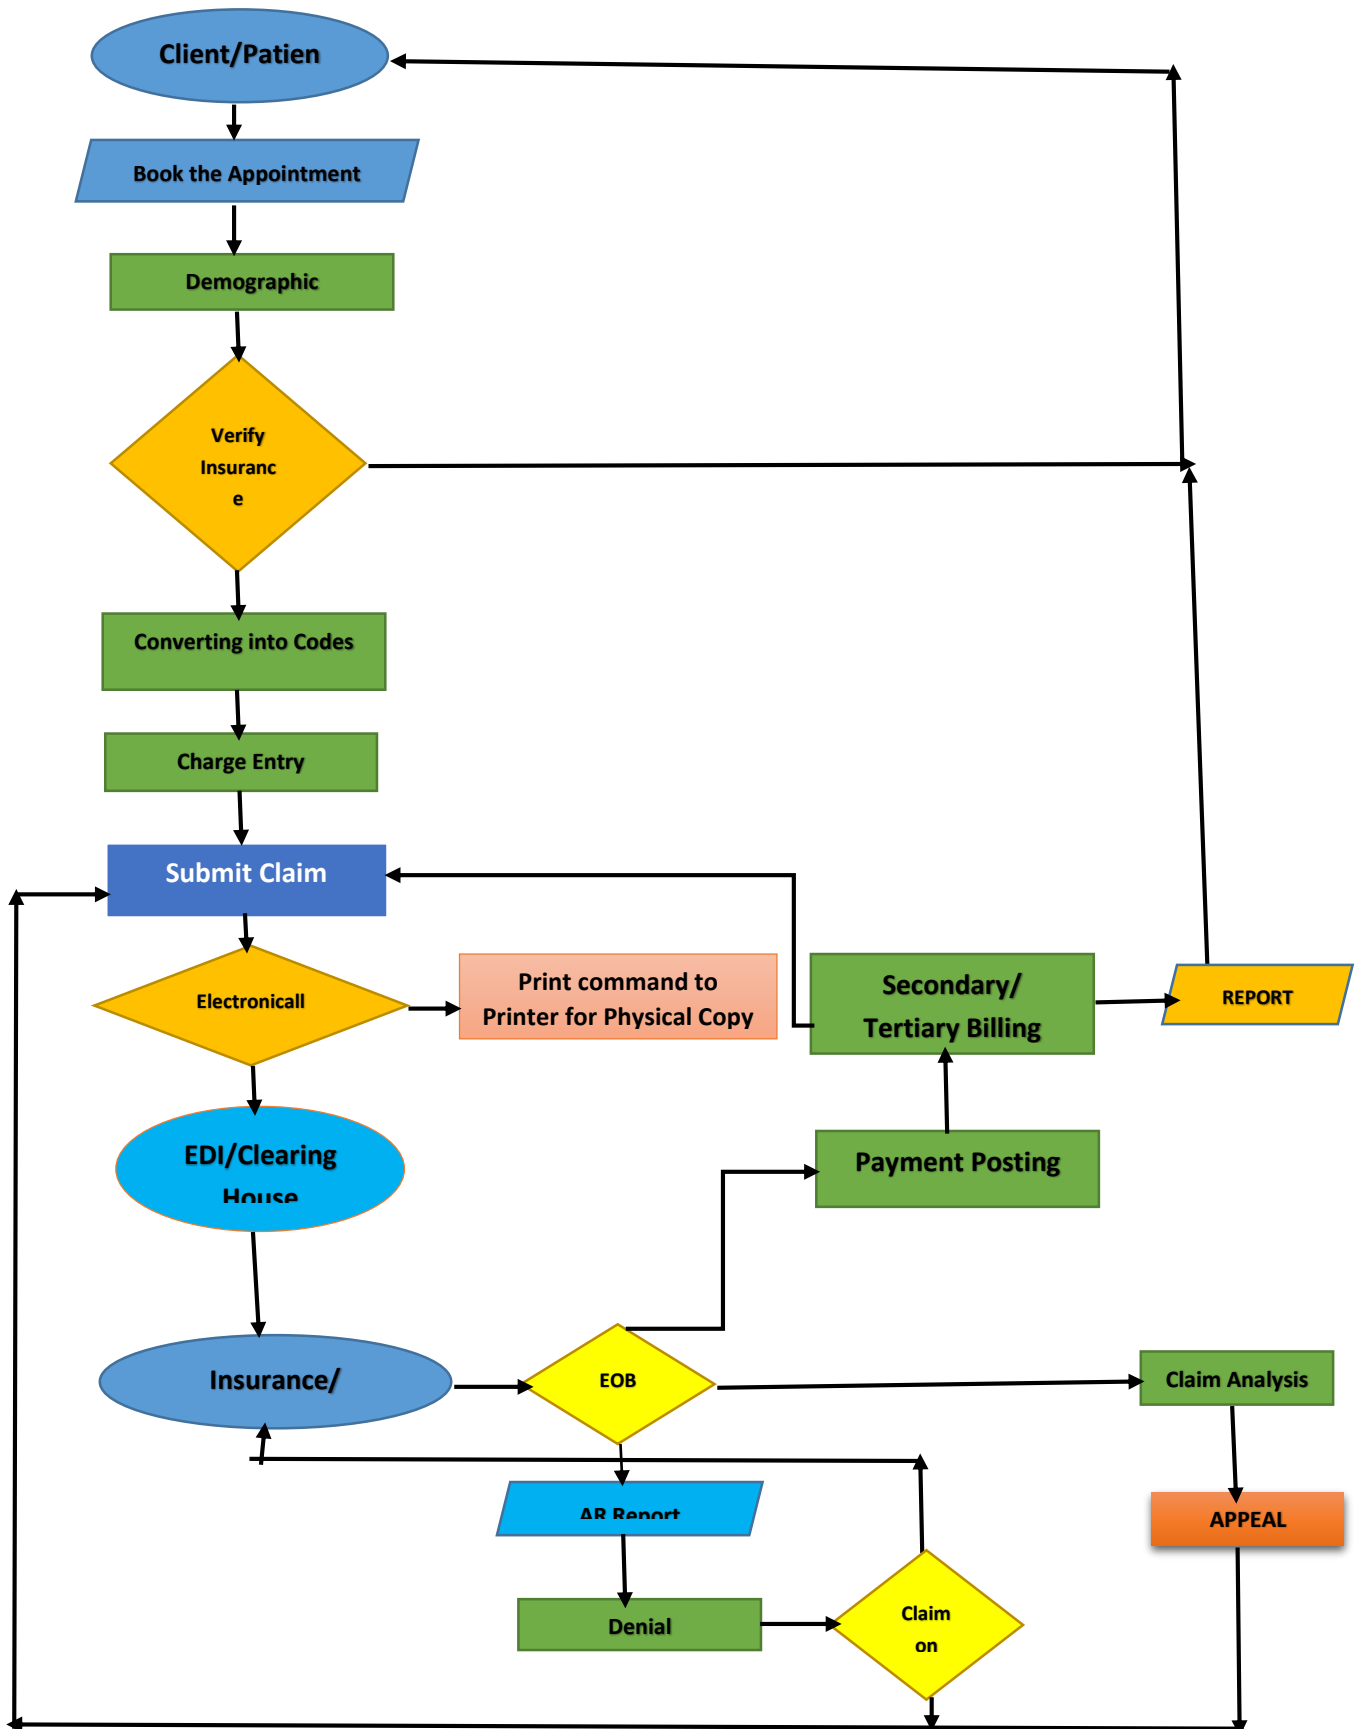 Client/Patien
Book the Appointment
Demographic
Verify
Insuranc
e
Converting into Codes
Charge Entry
Submit Claim
Electronicall
Print command to
Printer for Physical Copy
Secondary/
Tertiary Billing
REPORT
EDI/Clearing
House
Payment Posting
Insurance/
EOB
Claim Analysis
AR Report
APPEAL
Denial
Claim
on